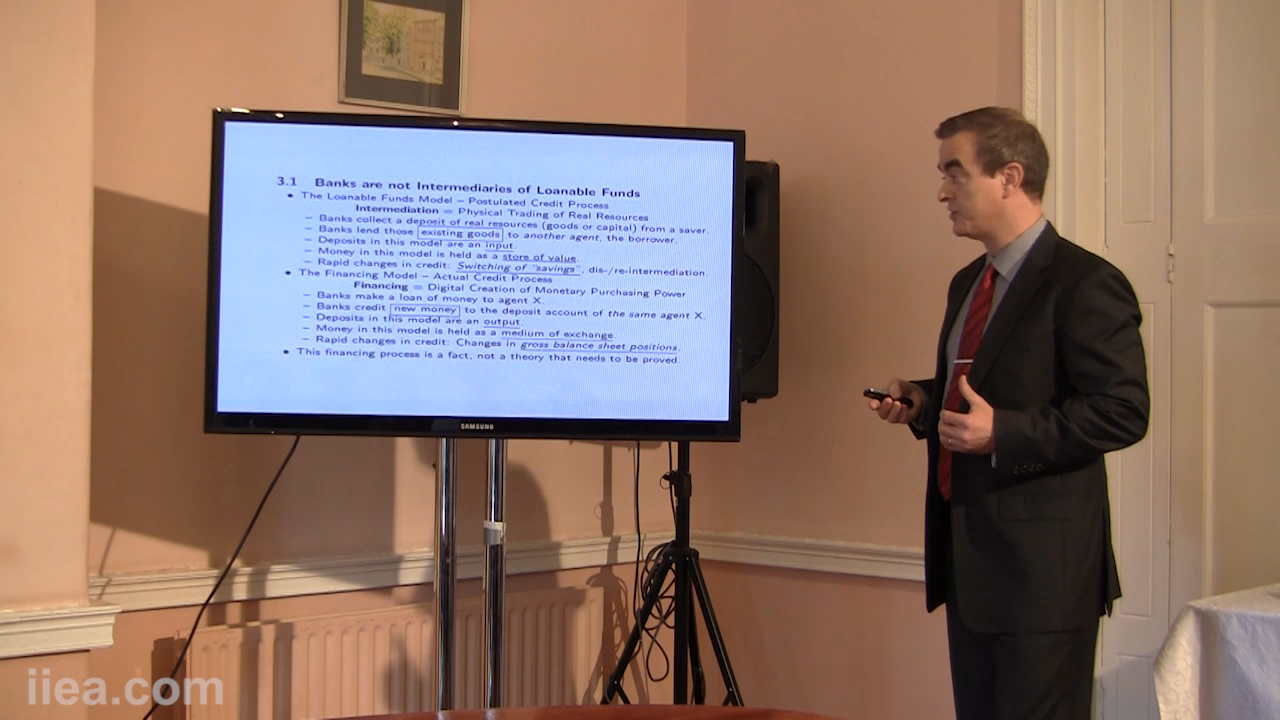 3.1 Banks are not Intermediaries of Loanable Funds
• The Loanable Funds Model – Postulated Credit Process
Intermediation = Physical Trading of Real Resources
– Banks collect a deposit of real resources (goods or capital) from a saver.
– Banks lend those existing goods to another agent, the borrower.
– Deposits in this model are an input.
– Money in this model is held as a store of value.
– Rapid changes in credit: Switching of "savings", dis-/re-intermediation.
• The Financing Model – Actual Credit Process
Financing = Digital Creation of Monetary Purchasing Power
– Banks make a loan of money to agent X.
– Banks credit new money to the deposit account of the same agent X.
– Deposits in this model are an output.
– Money in this model is held as a medium of exchange.
– Rapid changes in credit: Changes in gross balance sheet positions.
• This financing process is a fact, not a theory that needs to be proved.
SAMSUNG
iiea.com